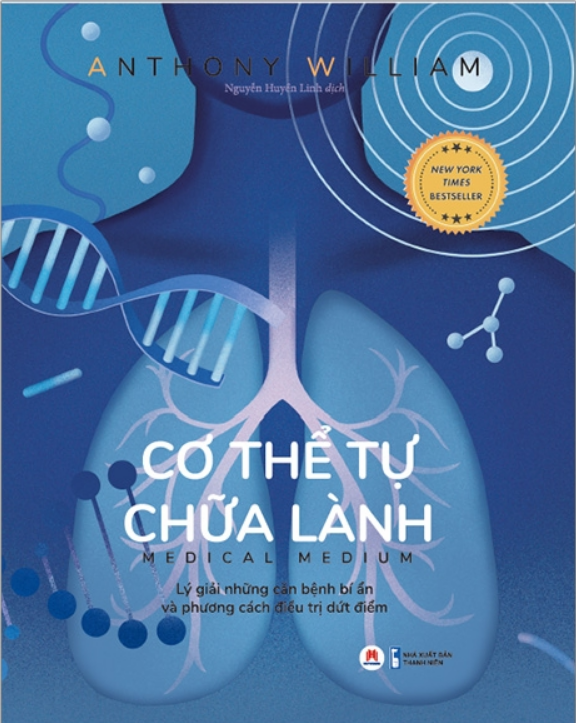 ANTHONY WILLIAM
Nguyễn Huyền Linh dịch
NEW YORK
TIMES
BESTSELLER
CƠ THỂ TỰ
CHỮA LÀNH
MEDICAL MEDIUM
Lý giải những căn bệnh bí ẩn
và phương cách điều trị dứt điểm
NHÀ XUẤT BẢN
THANH NIÊN